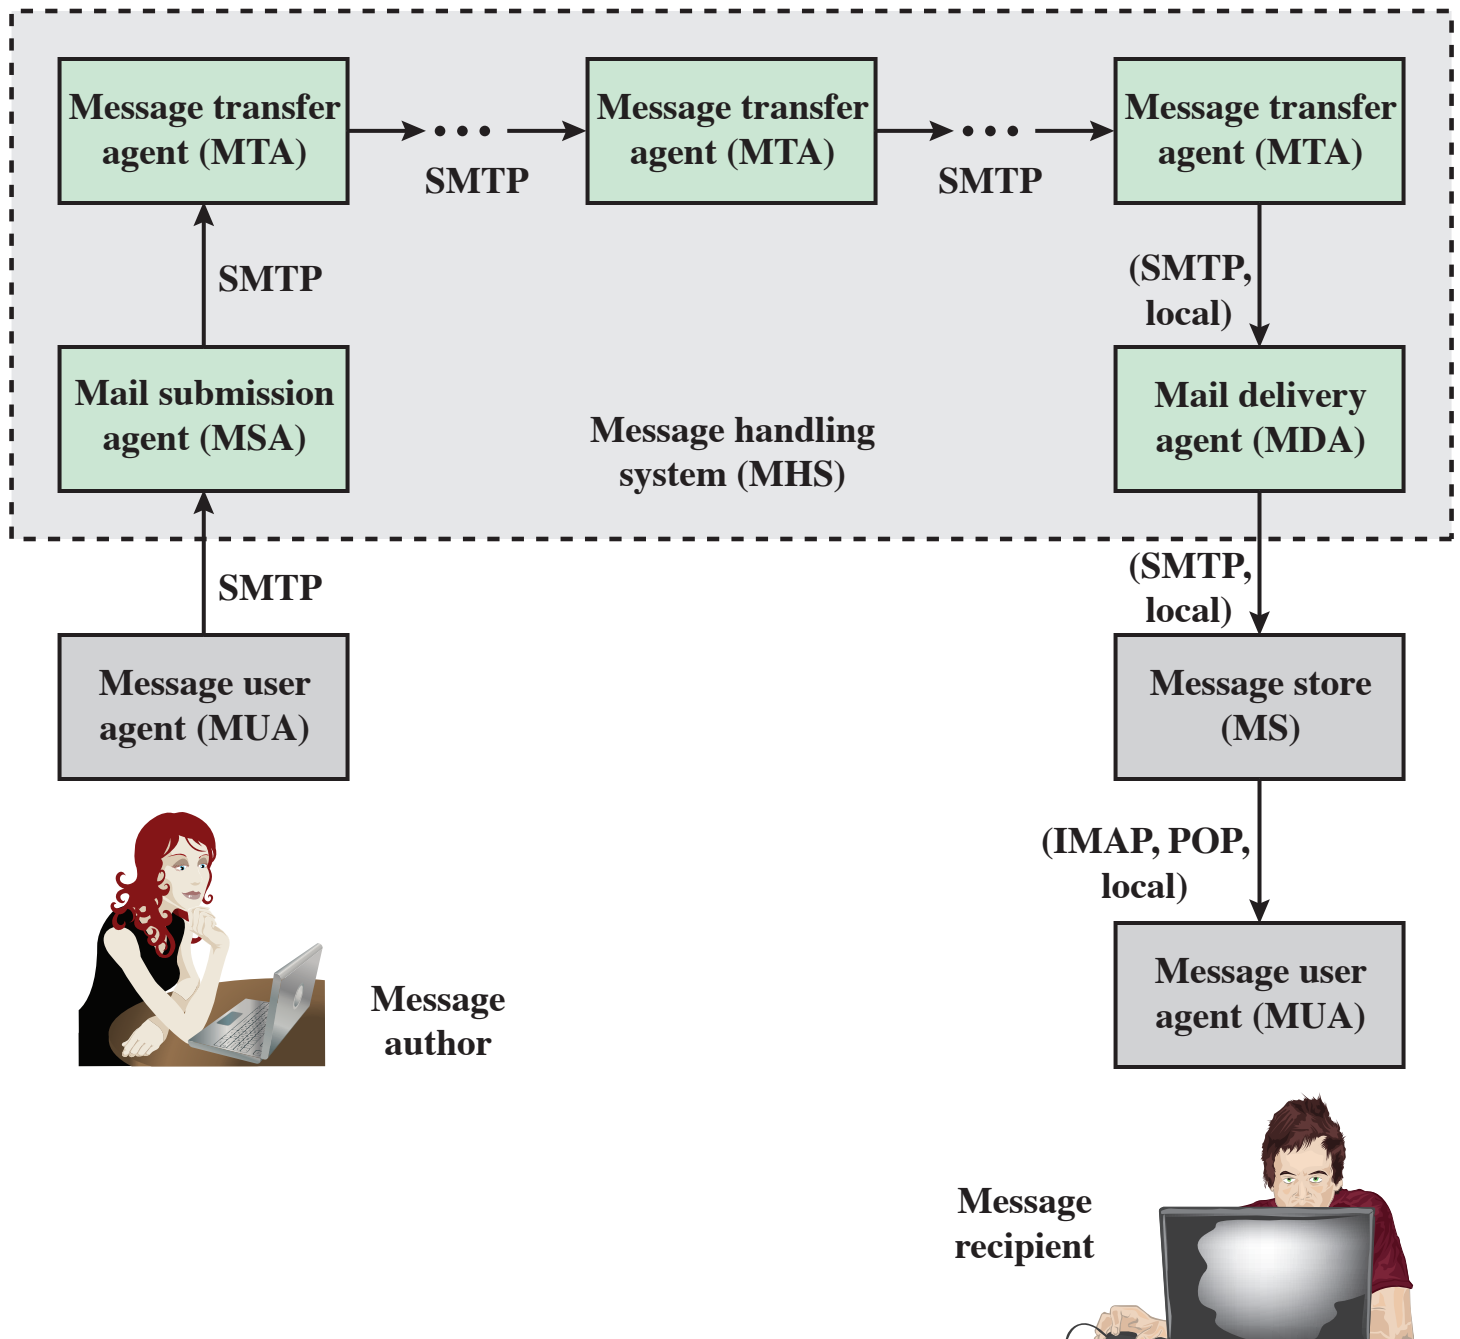 Message transfer
agent (MTA)
SMTP
Message transfer
agent (MTA)
SMTP
Message transfer
agent (MTA)
SMTP
(SMTP,
local)
Mail submission
agent (MSA)
Message handling
system (MHS)
Mail delivery
agent (MDA)
SMTP
(SMTP,
local)
Message user
agent (MUA)
Message store
(MS)
(IMAP, POP,
local)
Message
author
Message user
agent (MUA)
Message
recipient